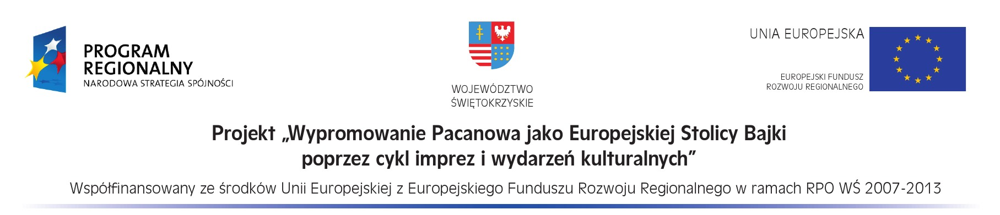 PROGRAM
REGIONALNY
NARODOWA STRATEGIA SPÓJNOŚCI
WOJEWÓDZTWO
ŚWIĘTOKRZYSKIE
UNIA EUROPEJSKA
EUROPEJSKI FUNDUSZ
ROZWOJU REGIONALNEGO
Projekt „Wypromowanie Pacanowa jako Europejskiej Stolicy Bajki
poprzez cykl imprez i wydarzeń kulturalnych”
Współfinansowany ze środków Unii Europejskiej z Europejskiego Funduszu Rozwoju Regionalnego w ramach RPO WŚ 2007-2013